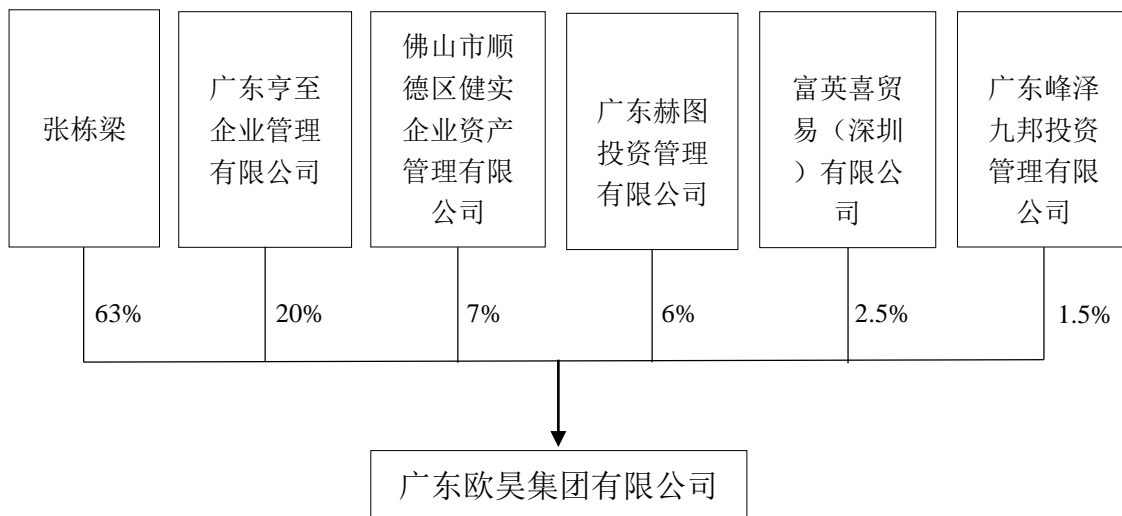 张栋梁
广东亨至
企业管理
有限公司
佛山市顺
德区健实
企业资产
管理有限
公司
广东赫图
投资管理
有限公司
富英喜贸
易（深圳
）有限公
司
广东峰泽
九邦投资
管理有限
公司
63%
20%
7%
6%
2.5%
1.5%
广东欧昊集团有限公司